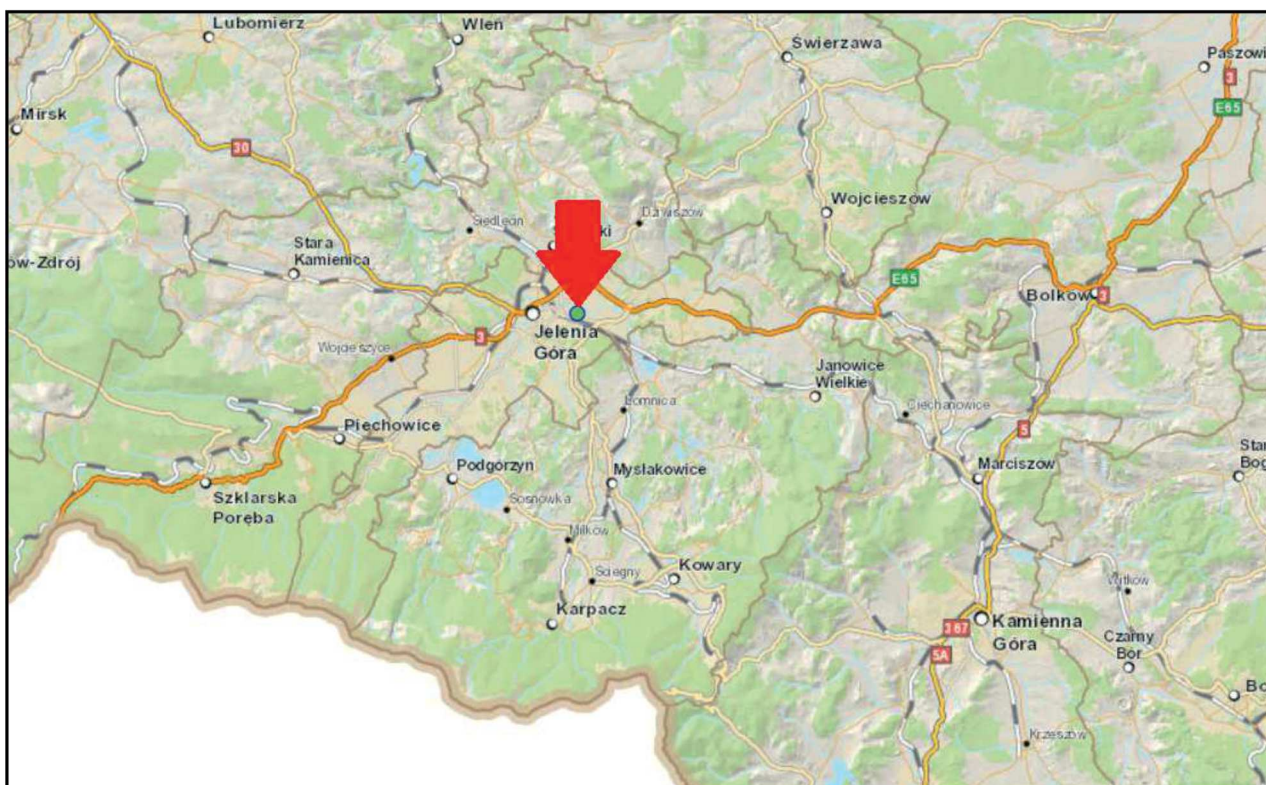 Lubomierz
Wleń
Świerzawa
Paszowi
3
E65
Mirsk
30
Wojcieszów
Siedlęcin
Dziwiszów
ki
Stara
Kamienica
ów-Zdrój
E65
Bolków
3
Jelenia
Góra
3
Wojcieszyce
Janowice
Wielkie
Łomnica
Ciechanowice
5
Piechowice
Podgórzyn
Mysłakowice
Marciszów
Star
Bog
Szklarska
Poręba
Sosnówka
Miłków
Ściegny
Kowary
Witków
Karpacz
367
Kamienna
Góra
5A
Czarny
Bór
Bo
Krzeszów